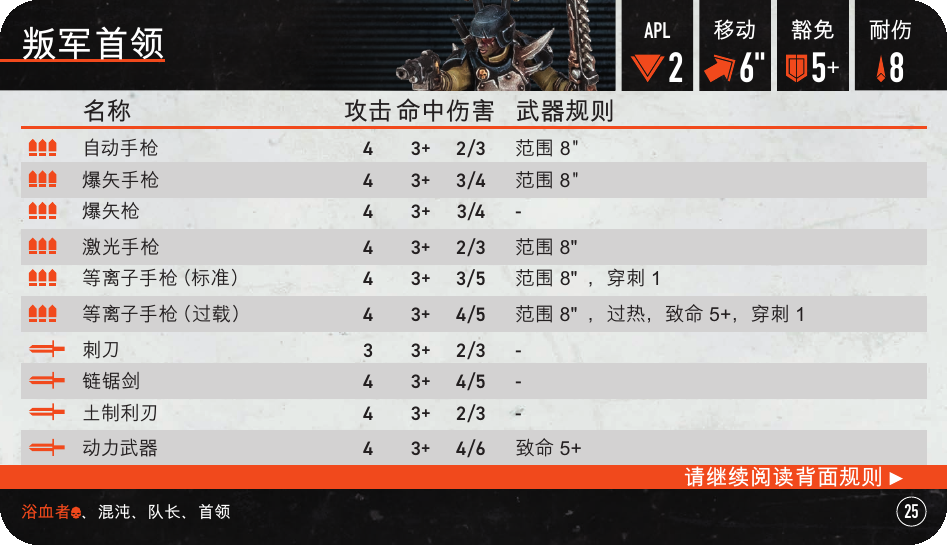 叛军首领
APL 移动 豁免 耐伤
2 6" 5+ 8
名称 攻击 命中 伤害 武器规则
自动手枪 4 3+ 2/3 范围 8"
爆矢手枪 4 3+ 3/4 范围 8"
爆矢枪 4 3+ 3/4 -
激光手枪 4 3+ 2/3 范围 8"
等离子手枪（标准） 4 3+ 3/5 范围 8" ，穿刺 1
等离子手枪（过载） 4 3+ 4/5 范围 8" ，过热，致命 5+，穿刺 1
刺刀 3 3+ 2/3 -
链锯剑 4 3+ 4/5 -
土制利刃 4 3+ 2/3 -
动力武器 4 3+ 4/6 致命 5+
请继续阅读背面规则 ▶
浴血者、混沌、队长、首领
25